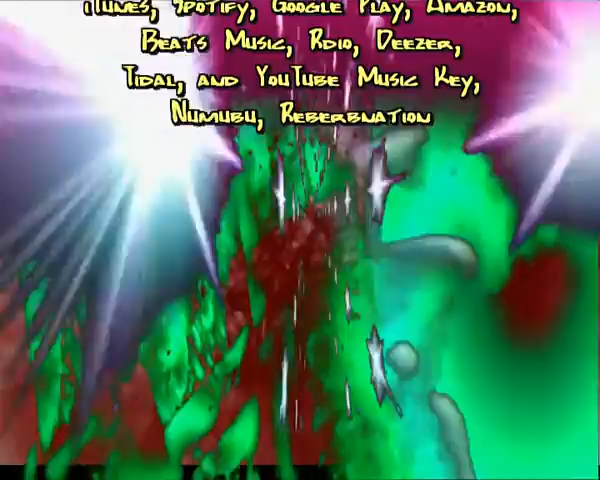 iTunes, Spotify, Google Play, Amazon,
Beats Music, Rdio, Deezer,
Tidal, and YouTube Music Key,
Numubu, Reberbnation